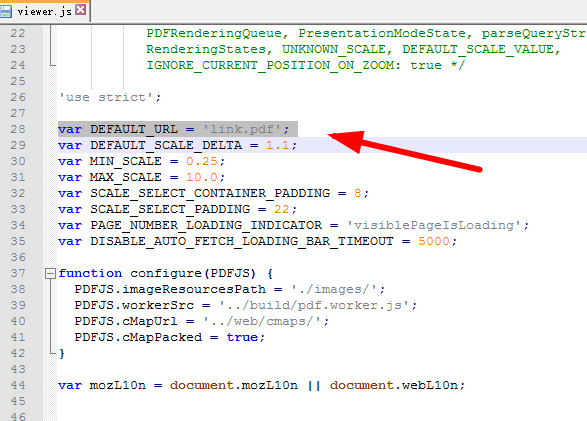 viewer.js
22 PDFRenderingQueue, PresentationModeState, parseQueryStr
23 RenderingStates, UNKNOWN_SCALE, DEFAULT_SCALE_VALUE,
24 IGNORE_CURRENT_POSITION_ON_ZOOM: true */
25
26 'use strict';
27
28 var DEFAULT_URL = 'link.pdf';
29 var DEFAULT_SCALE_DELTA = 1.1;
30 var MIN_SCALE = 0.25;
31 var MAX_SCALE = 10.0;
32 var SCALE_SELECT_CONTAINER_PADDING = 8;
33 var SCALE_SELECT_PADDING = 22;
34 var PAGE_NUMBER_LOADING_INDICATOR = 'visiblePageIsLoading';
35 var DISABLE_AUTO_FETCH_LOADING_BAR_TIMEOUT = 5000;
36
37 function configure(PDFJS) {
38 PDFJS.imageResourcesPath = './images/';
39 PDFJS.workerSrc = '../build/pdf.worker.js';
40 PDFJS.cMapUrl = '../web/cmaps/';
41 PDFJS.cMapPacked = true;
42 }
43
44 var mozL10n = document.mozL10n || document.webL10n;
45
46